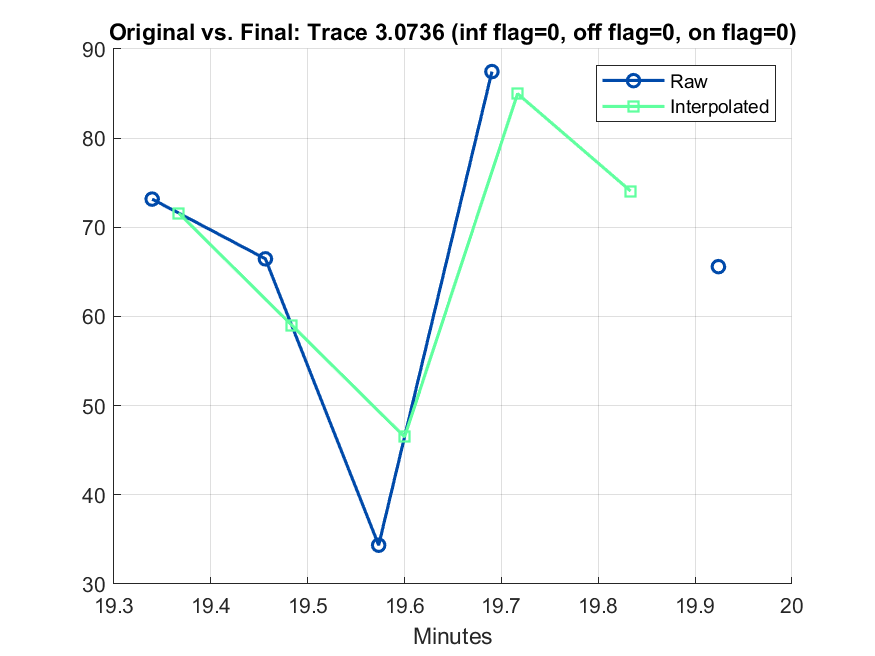 Original vs. Final: Trace 3.0736 (inf flag=0, off flag=0, on flag=0)
90
80
70
60
50
40
30
Raw
Interpolated
19.3 19.4 19.5 19.6 19.7 19.8 19.9 20
Minutes